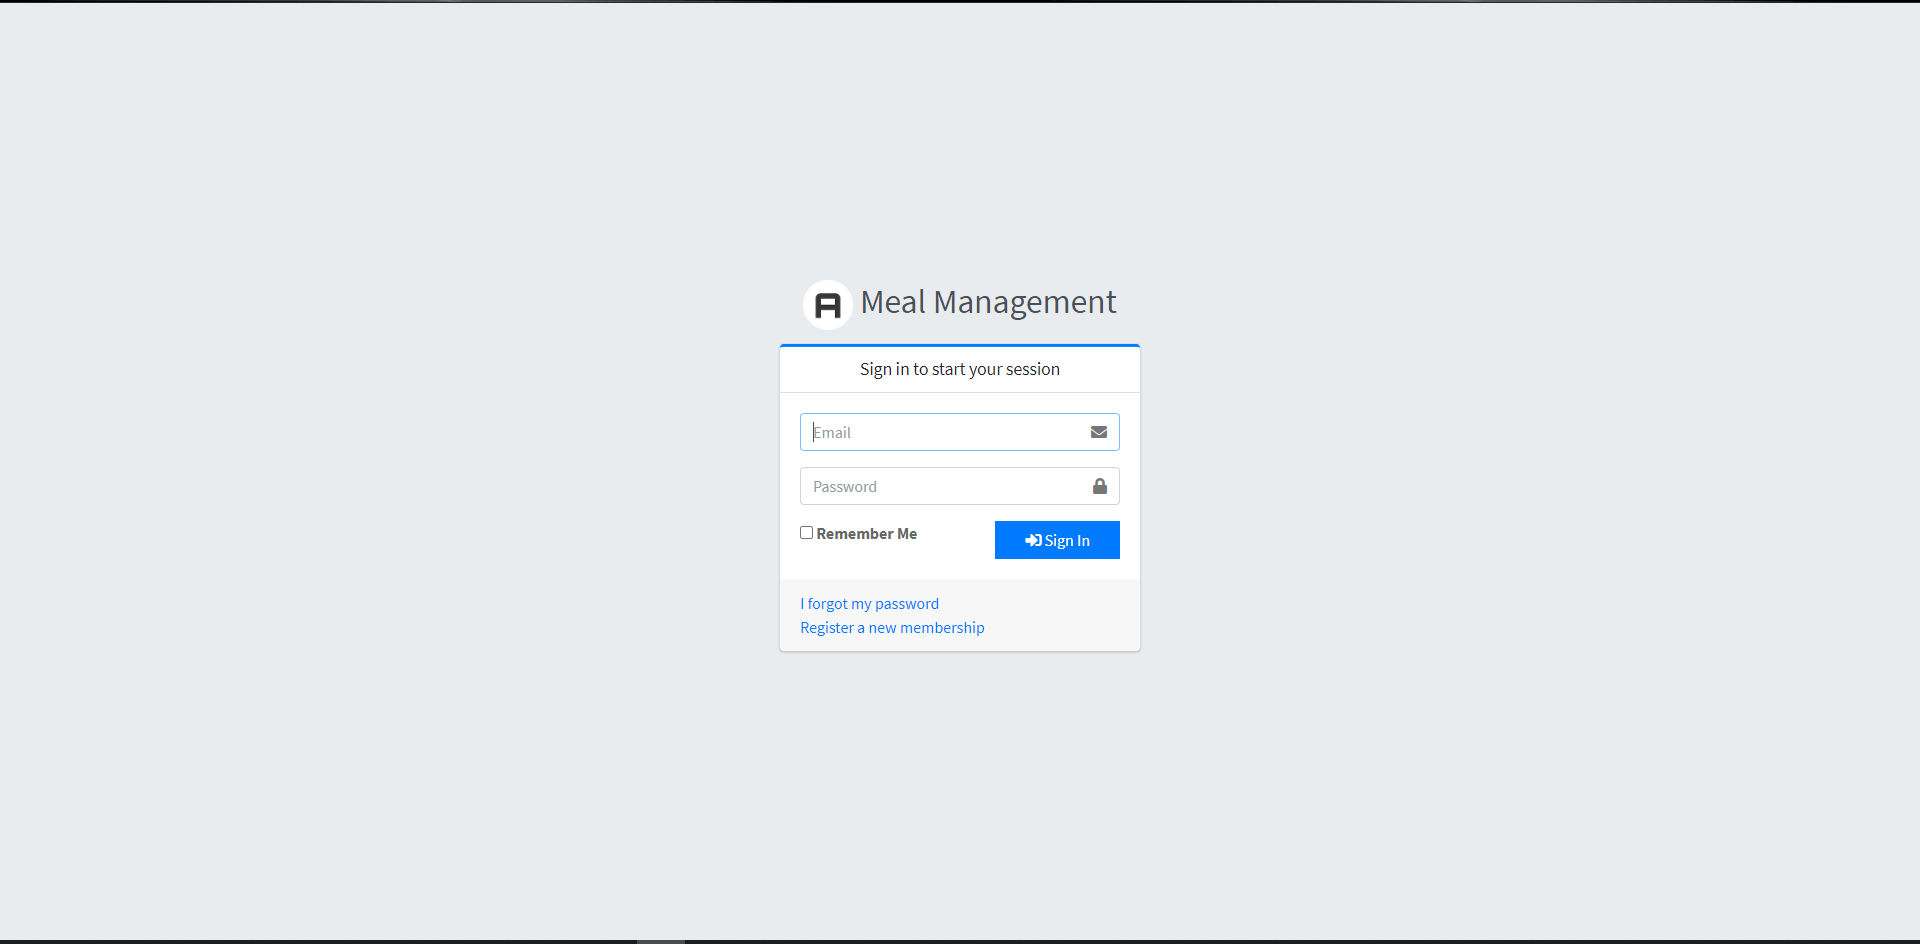 Meal Management
Sign in to start your session
Email
Password
Remember Me
Sign In
I forgot my password
Register a new membership